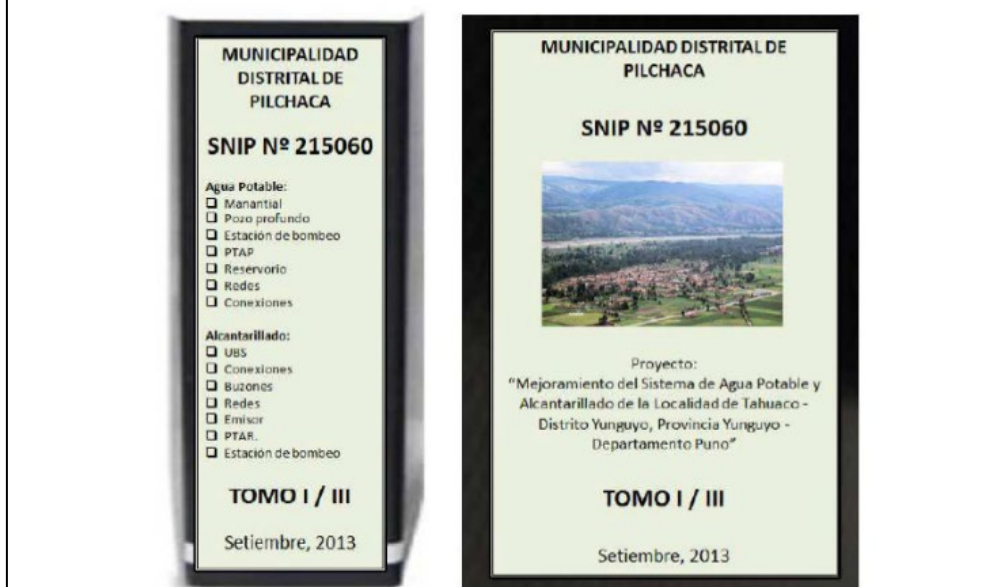 MUNICIPALIDAD
DISTRITAL DE
PILCHACA
SNIP Nº 215060
Agua Potable:
❑ Manantial
❑ Pozo profundo
❑ Estación de bombeo
❑ PTAP
❑ Reservorio
❑ Redes
❑ Conexiones
Alcantarillado:
❑ UBS
❑ Conexiones
❑ Buzones
❑ Redes
❑ Emisor
❑ PTAR.
❑ Estación de bombeo
TOMO I / III
Setiembre, 2013
MUNICIPALIDAD DISTRITAL DE
PILCHACA
SNIP Nº 215060
Proyecto:
“Mejoramiento del Sistema de Agua Potable y
Alcantarillado de la Localidad de Tahuaco -
Distrito Yunguyo, Provincia Yunguyo -
Departamento Puno”
TOMO I / III
Setiembre, 2013